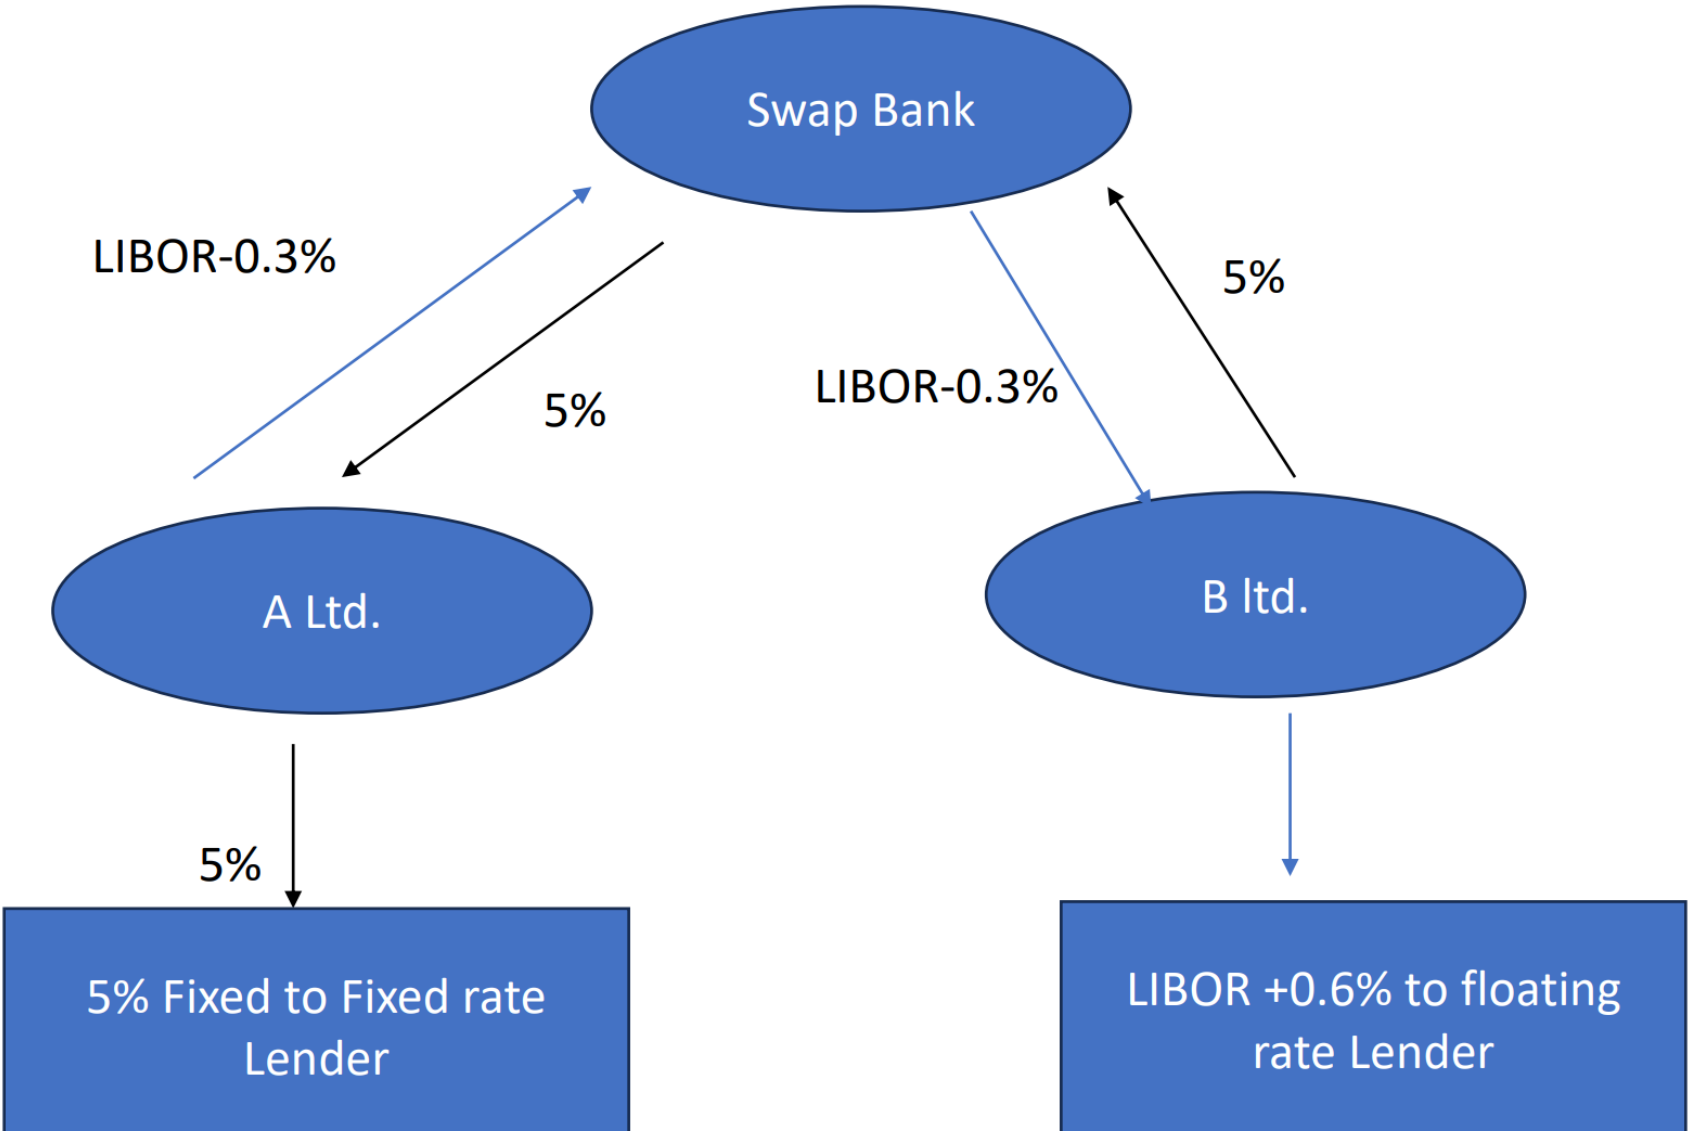 Swap Bank
LIBOR-0.3%
5%
5%
LIBOR-0.3%
A Ltd.
B ltd.
5%
5% Fixed to Fixed rate
Lender
LIBOR +0.6% to floating
rate Lender